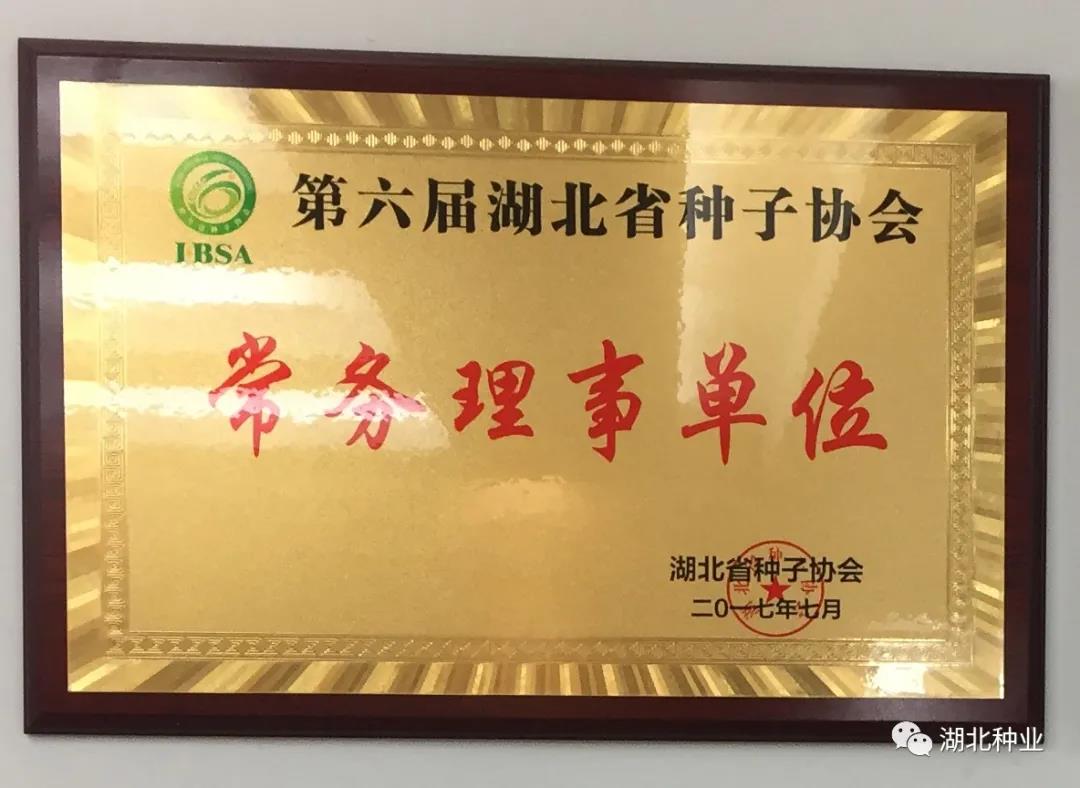 第六届湖北省种子协会
IBSA
常务理事单位
湖北省种子协会
二0一七年七月
湖北种业